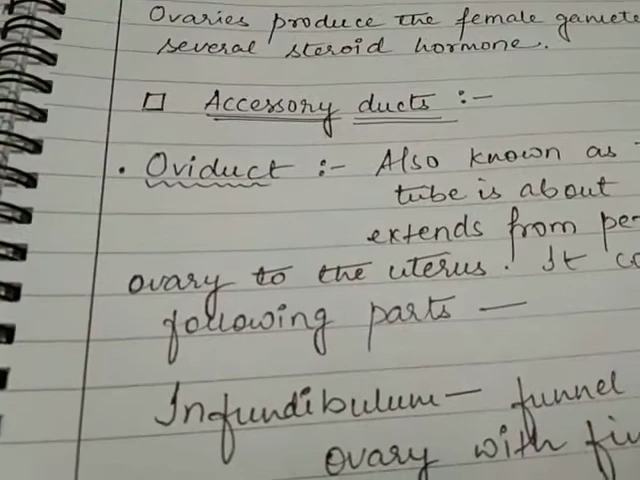 Ovaries produce the female gamete
several steroid hormone.
Accessory ducts :-
• Oviduct :- Also known as
tube is about
extends from pe
ovary to the uterus. It co
following parts —
Infundibulum — funnel
ovary with fi